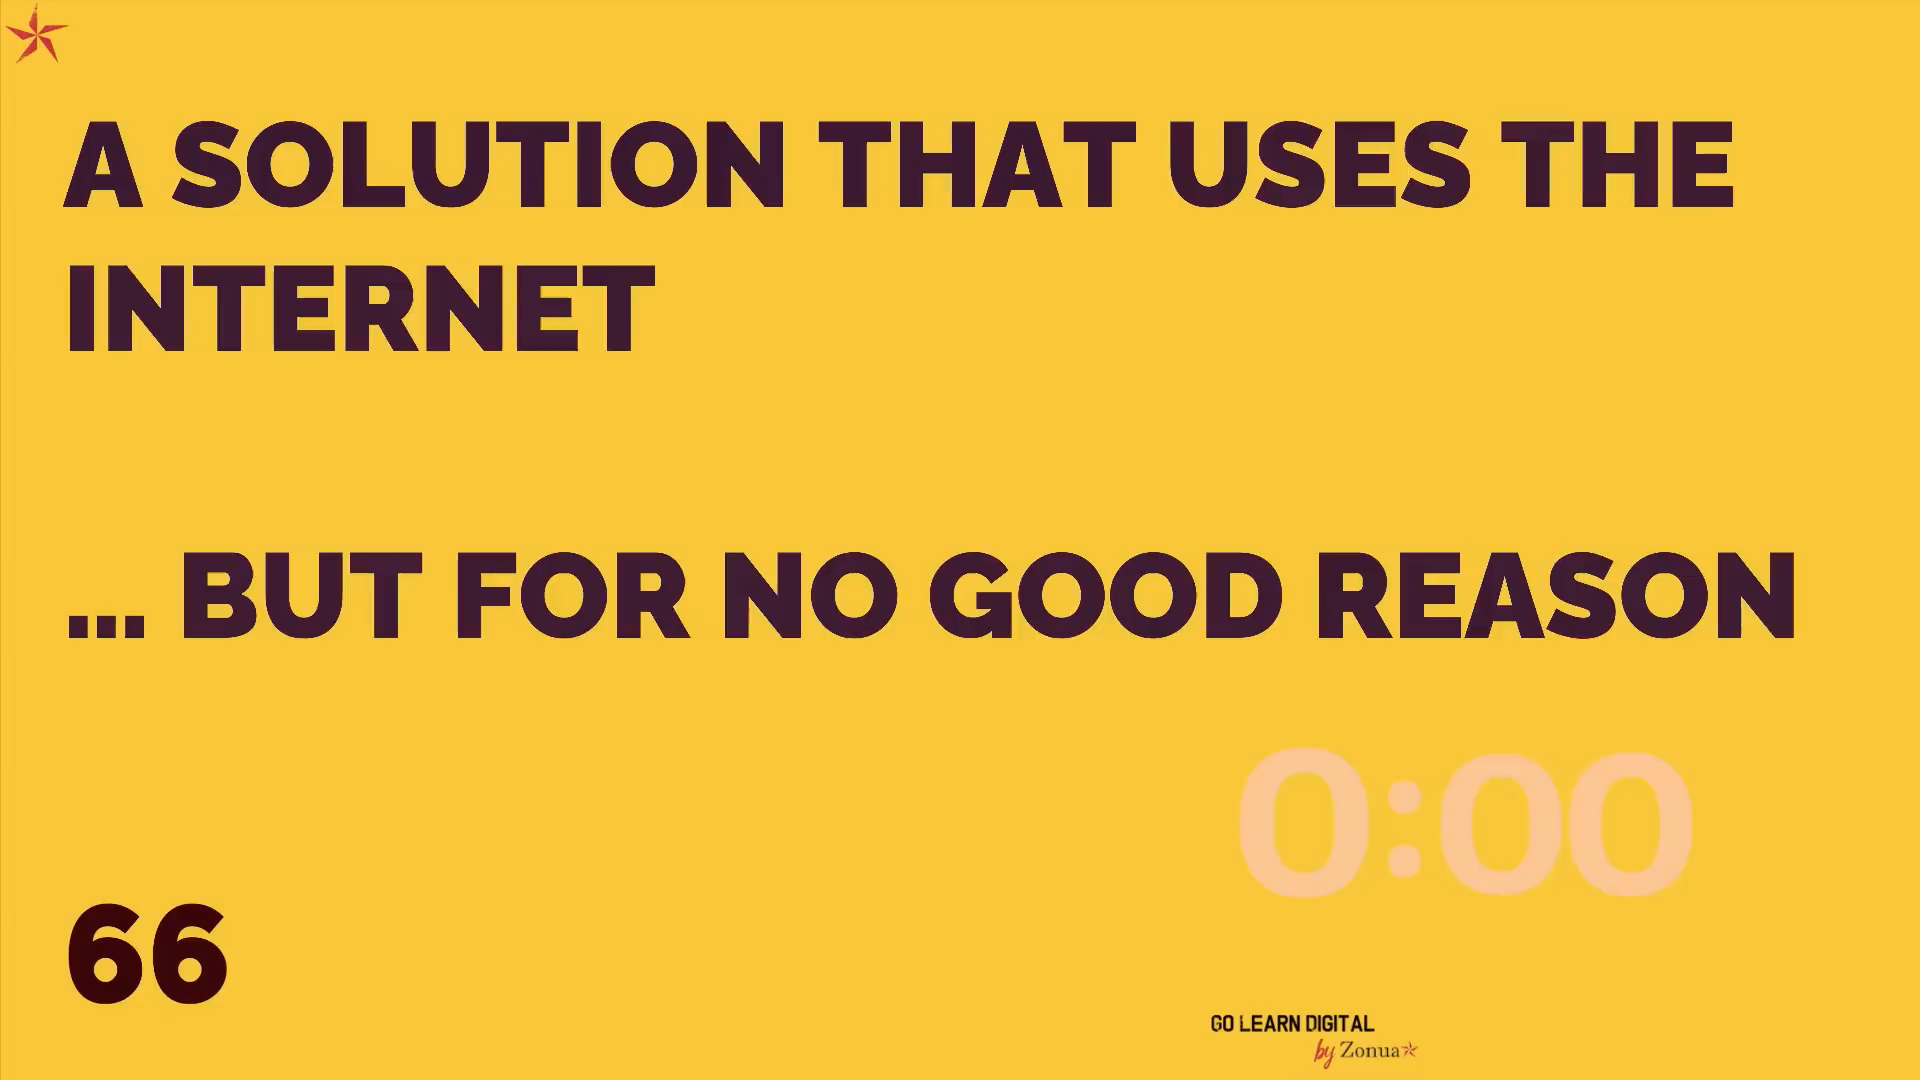 A SOLUTION THAT USES THE
INTERNET
... BUT FOR NO GOOD REASON
0:00
66
GO LEARN DIGITAL
by Zonua